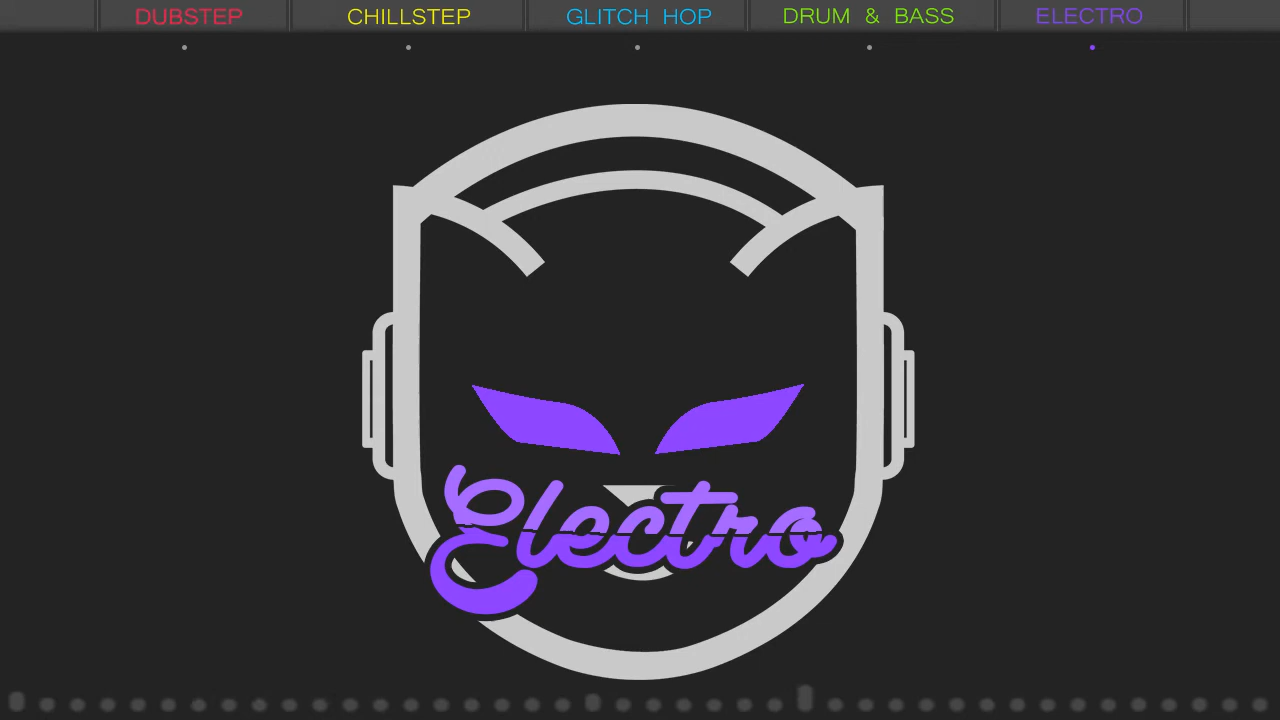 DUBSTEP
CHILLSTEP
GLITCH HOP
DRUM & BASS
ELECTRO
Electro